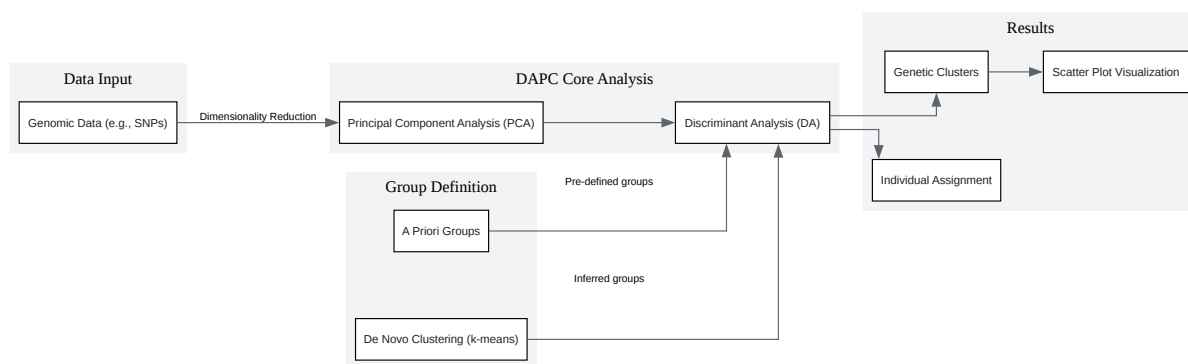 Data Input
Genomic Data (e.g., SNPs)
Dimensionality Reduction
DAPC Core Analysis
Principal Component Analysis (PCA)
Discriminant Analysis (DA)
Group Definition
A Priori Groups
De Novo Clustering (k-means)
Pre-defined groups
Inferred groups
Results
Genetic Clusters
Scatter Plot Visualization
Individual Assignment